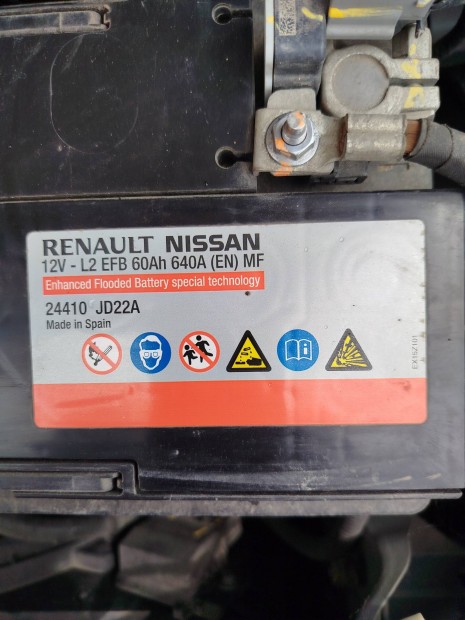 RENAULT NISSAN
12V - L2 EFB 60Ah 640A (EN) MF
Enhanced Flooded Battery special technology
24410 JD22A
Made in Spain